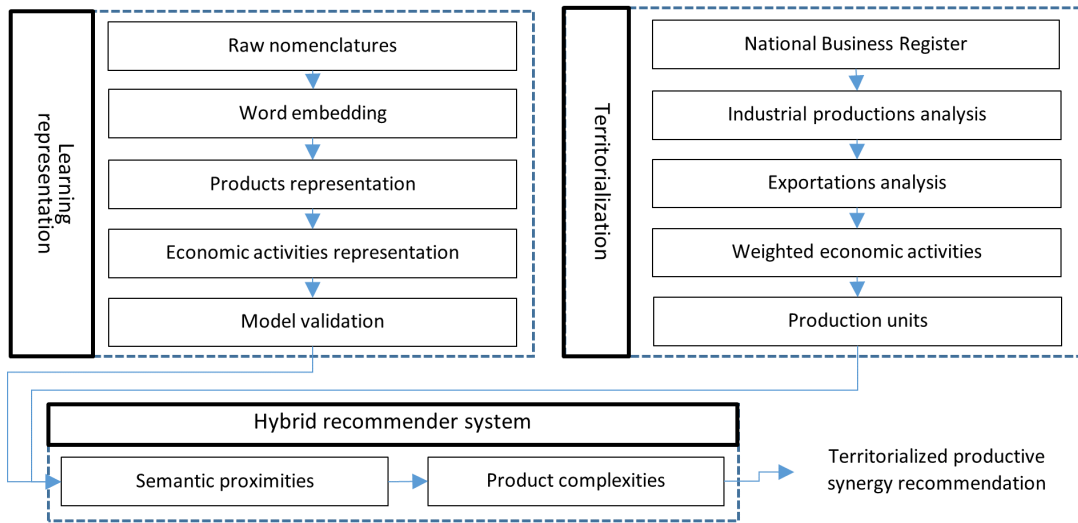 Learning
representation
Raw nomenclatures
Word embedding
Products representation
Economic activities representation
Model validation
Territorialization
National Business Register
Industrial productions analysis
Exportations analysis
Weighted economic activities
Production units
Hybrid recommender system
Semantic proximities
Product complexities
Territorialized productive
synergy recommendation